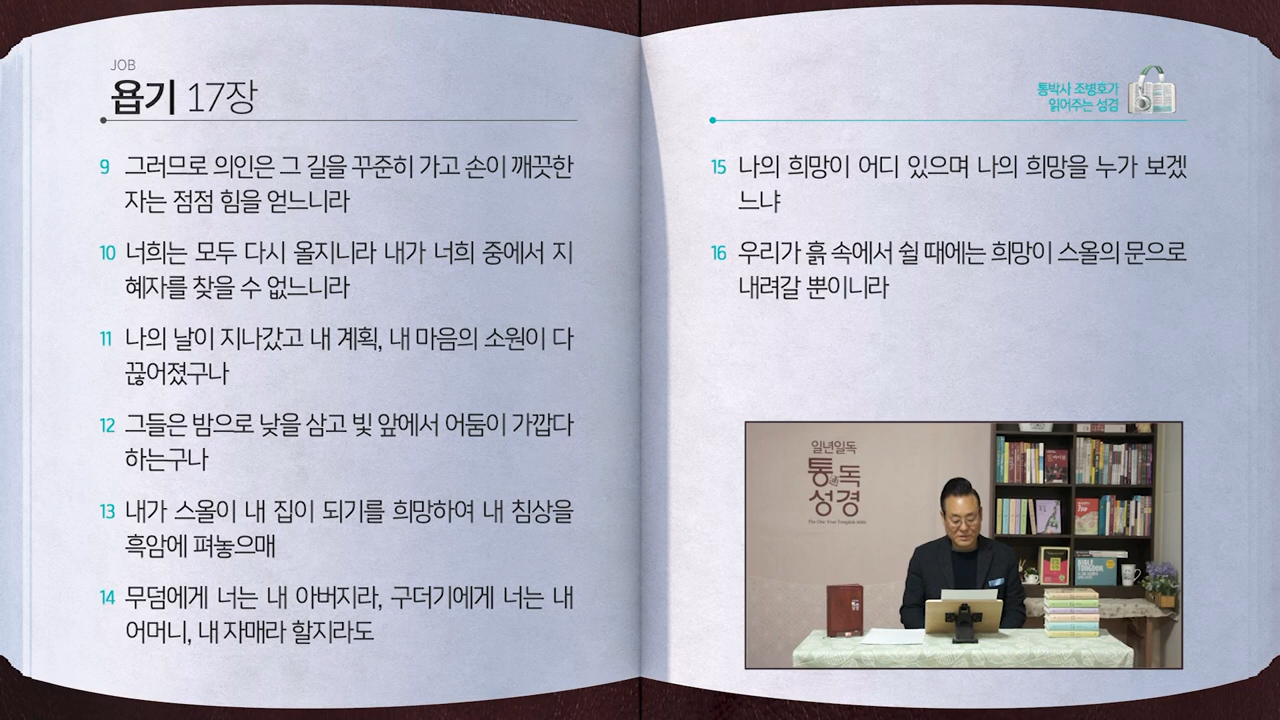 JOB
욥기 17장
9 그러므로 의인은 그 길을 꾸준히 가고 손이 깨끗한
자는 점점 힘을 얻느니라
10 너희는 모두 다시 올지니라 내가 너희 중에서 지
혜자를 찾을 수 없느니라
11 나의 날이 지나갔고 내 계획, 내 마음의 소원이 다
끊어졌구나
12 그들은 밤으로 낮을 삼고 빛 앞에서 어둠이 가깝다
하는구나
13 내가 스올이 내 집이 되기를 희망하여 내 침상을
흑암에 펴놓으매
14 무덤에게 너는 내 아버지라, 구더기에게 너는 내
어머니, 내 자매라 할지라도
통박사 조병호가
읽어주는 성경
15 나의 희망이 어디 있으며 나의 희망을 누가 보겠
느냐
16 우리가 흙 속에서 쉴 때에는 희망이 스올의 문으로
내려갈 뿐이니라
일년일독
통독
성경
The One Year Tongdok Bible
BIBLE
TONGDOK